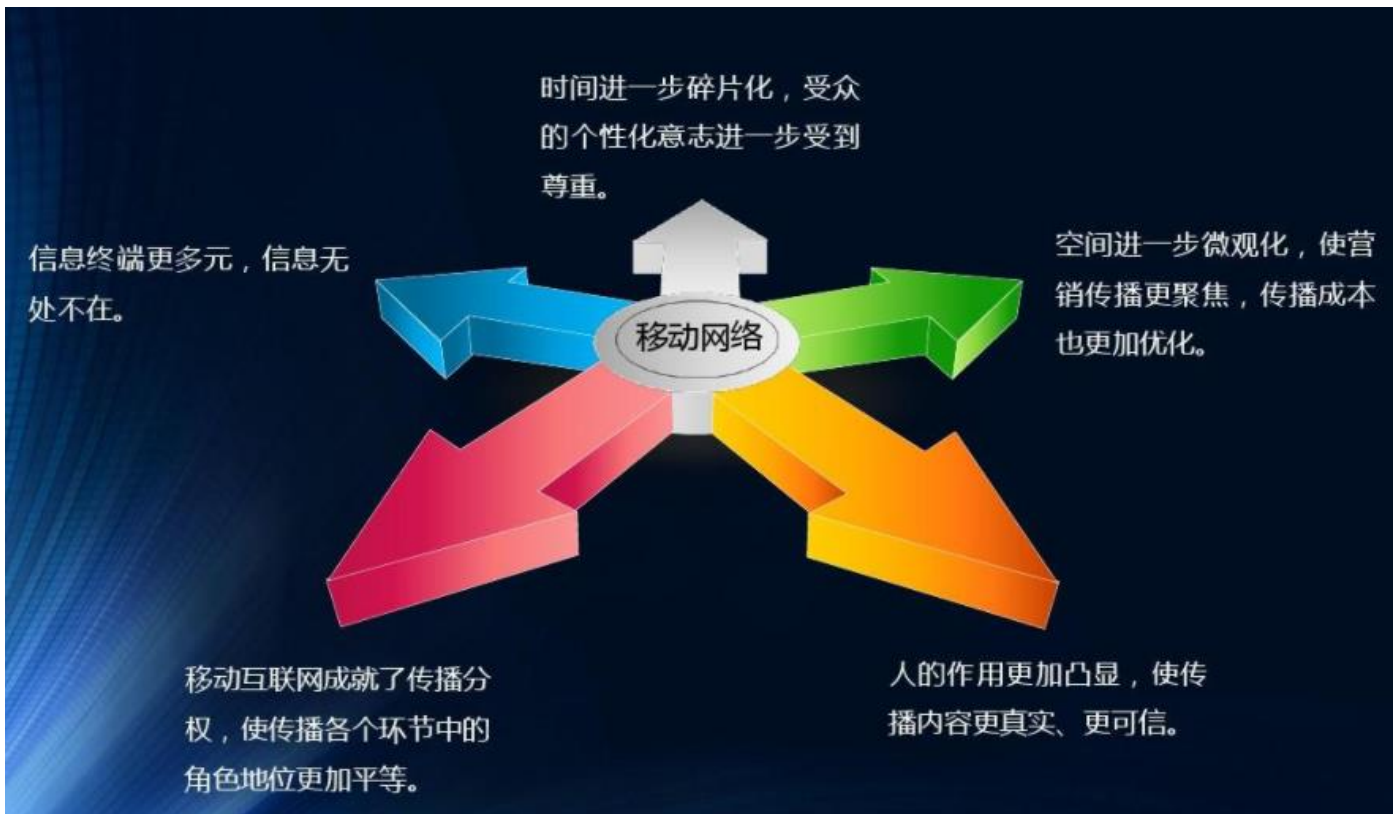 时间进一步碎片化，受众
的个性化意志进一步受到
尊重。
信息终端更多元，信息无
处不在。
空间进一步微观化，使营
销传播更聚焦，传播成本
也更加优化。
移动网络
移动互联网成就了传播分
权，使传播各个环节中的
角色地位更加平等。
人的作用更加凸显，使传
播内容更真实、更可信。